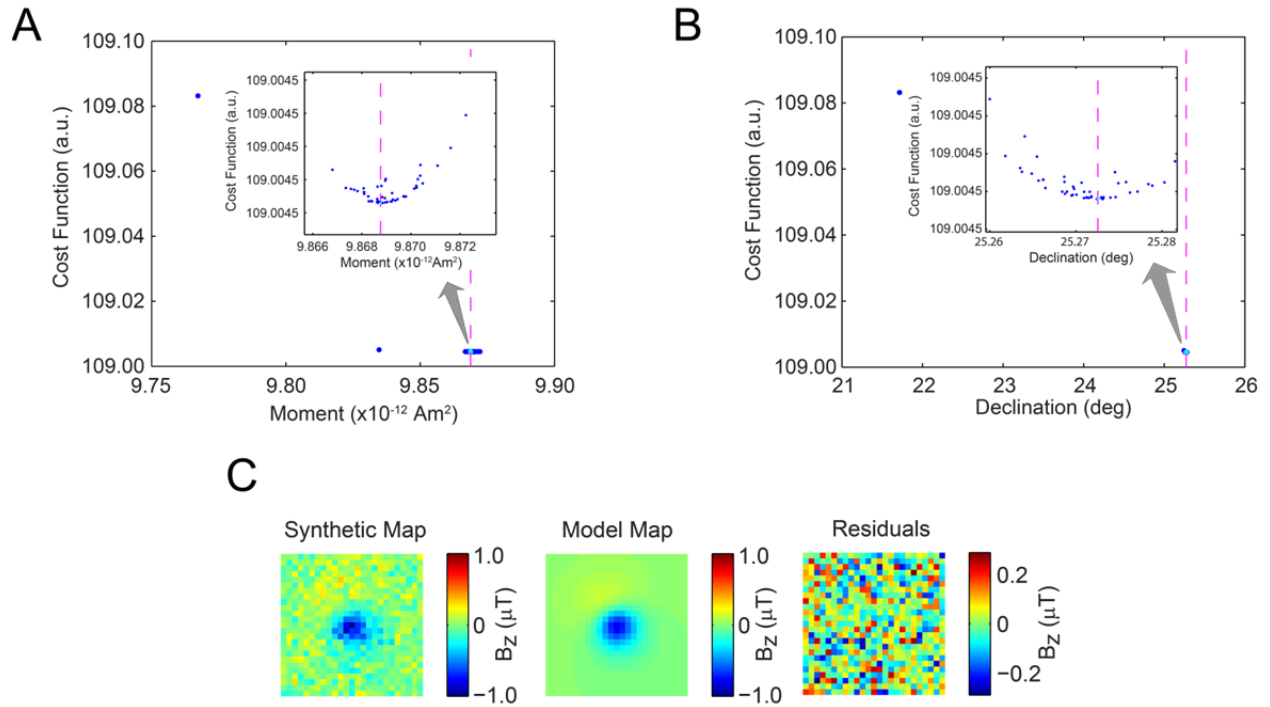 A
109.10
109.08
109.06
109.04
109.02
109.00
Cost Function (a.u.)
9.75
9.80
9.85
9.90
Moment (x10⁻¹² Am²)
109.0045
109.0045
109.0045
109.0045
109.0045
Cost Function (a.u.)
9.866
9.868
9.870
9.872
Moment (x10⁻¹²Am²)
B
109.10
109.08
109.06
109.04
109.02
109.00
Cost Function (a.u.)
21
22
23
24
25
26
Declination (deg)
109.0045
109.0045
109.0045
109.0045
109.0045
Cost Function (a.u.)
25.26
25.27
25.28
Declination (deg)
C
Synthetic Map
1.0
0
−1.0
Bz (µT)
Model Map
1.0
0
−1.0
Bz (µT)
Residuals
0.2
0
−0.2
Bz (µT)